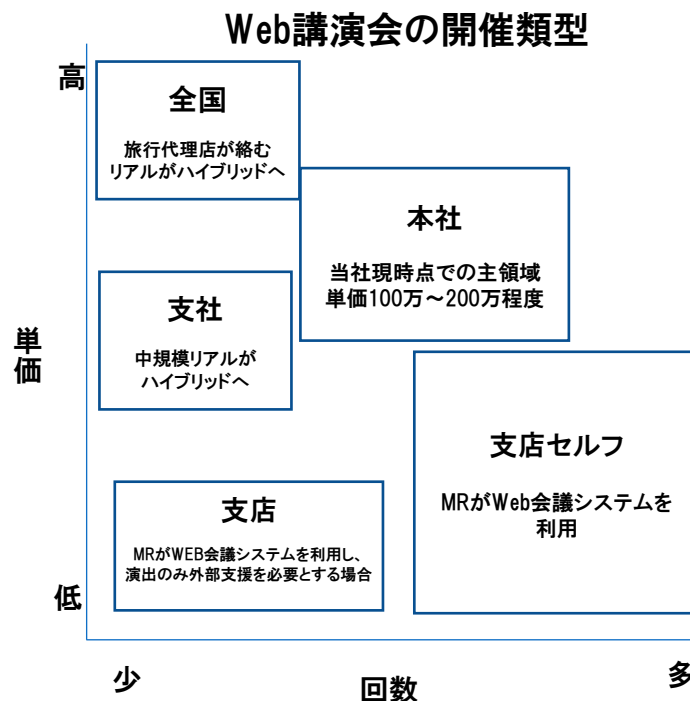 Web講演会の開催類型
高
全国
旅行代理店が絡む
リアルがハイブリッドへ
本社
当社現時点での主領域
単価100万～200万程度
支社
中規模リアルが
ハイブリッドへ
単価
支店セルフ
MRがWeb会議システムを
利用
支店
MRがWEB会議システムを利用し、
演出のみ外部支援を必要とする場合
低
少
回数
多